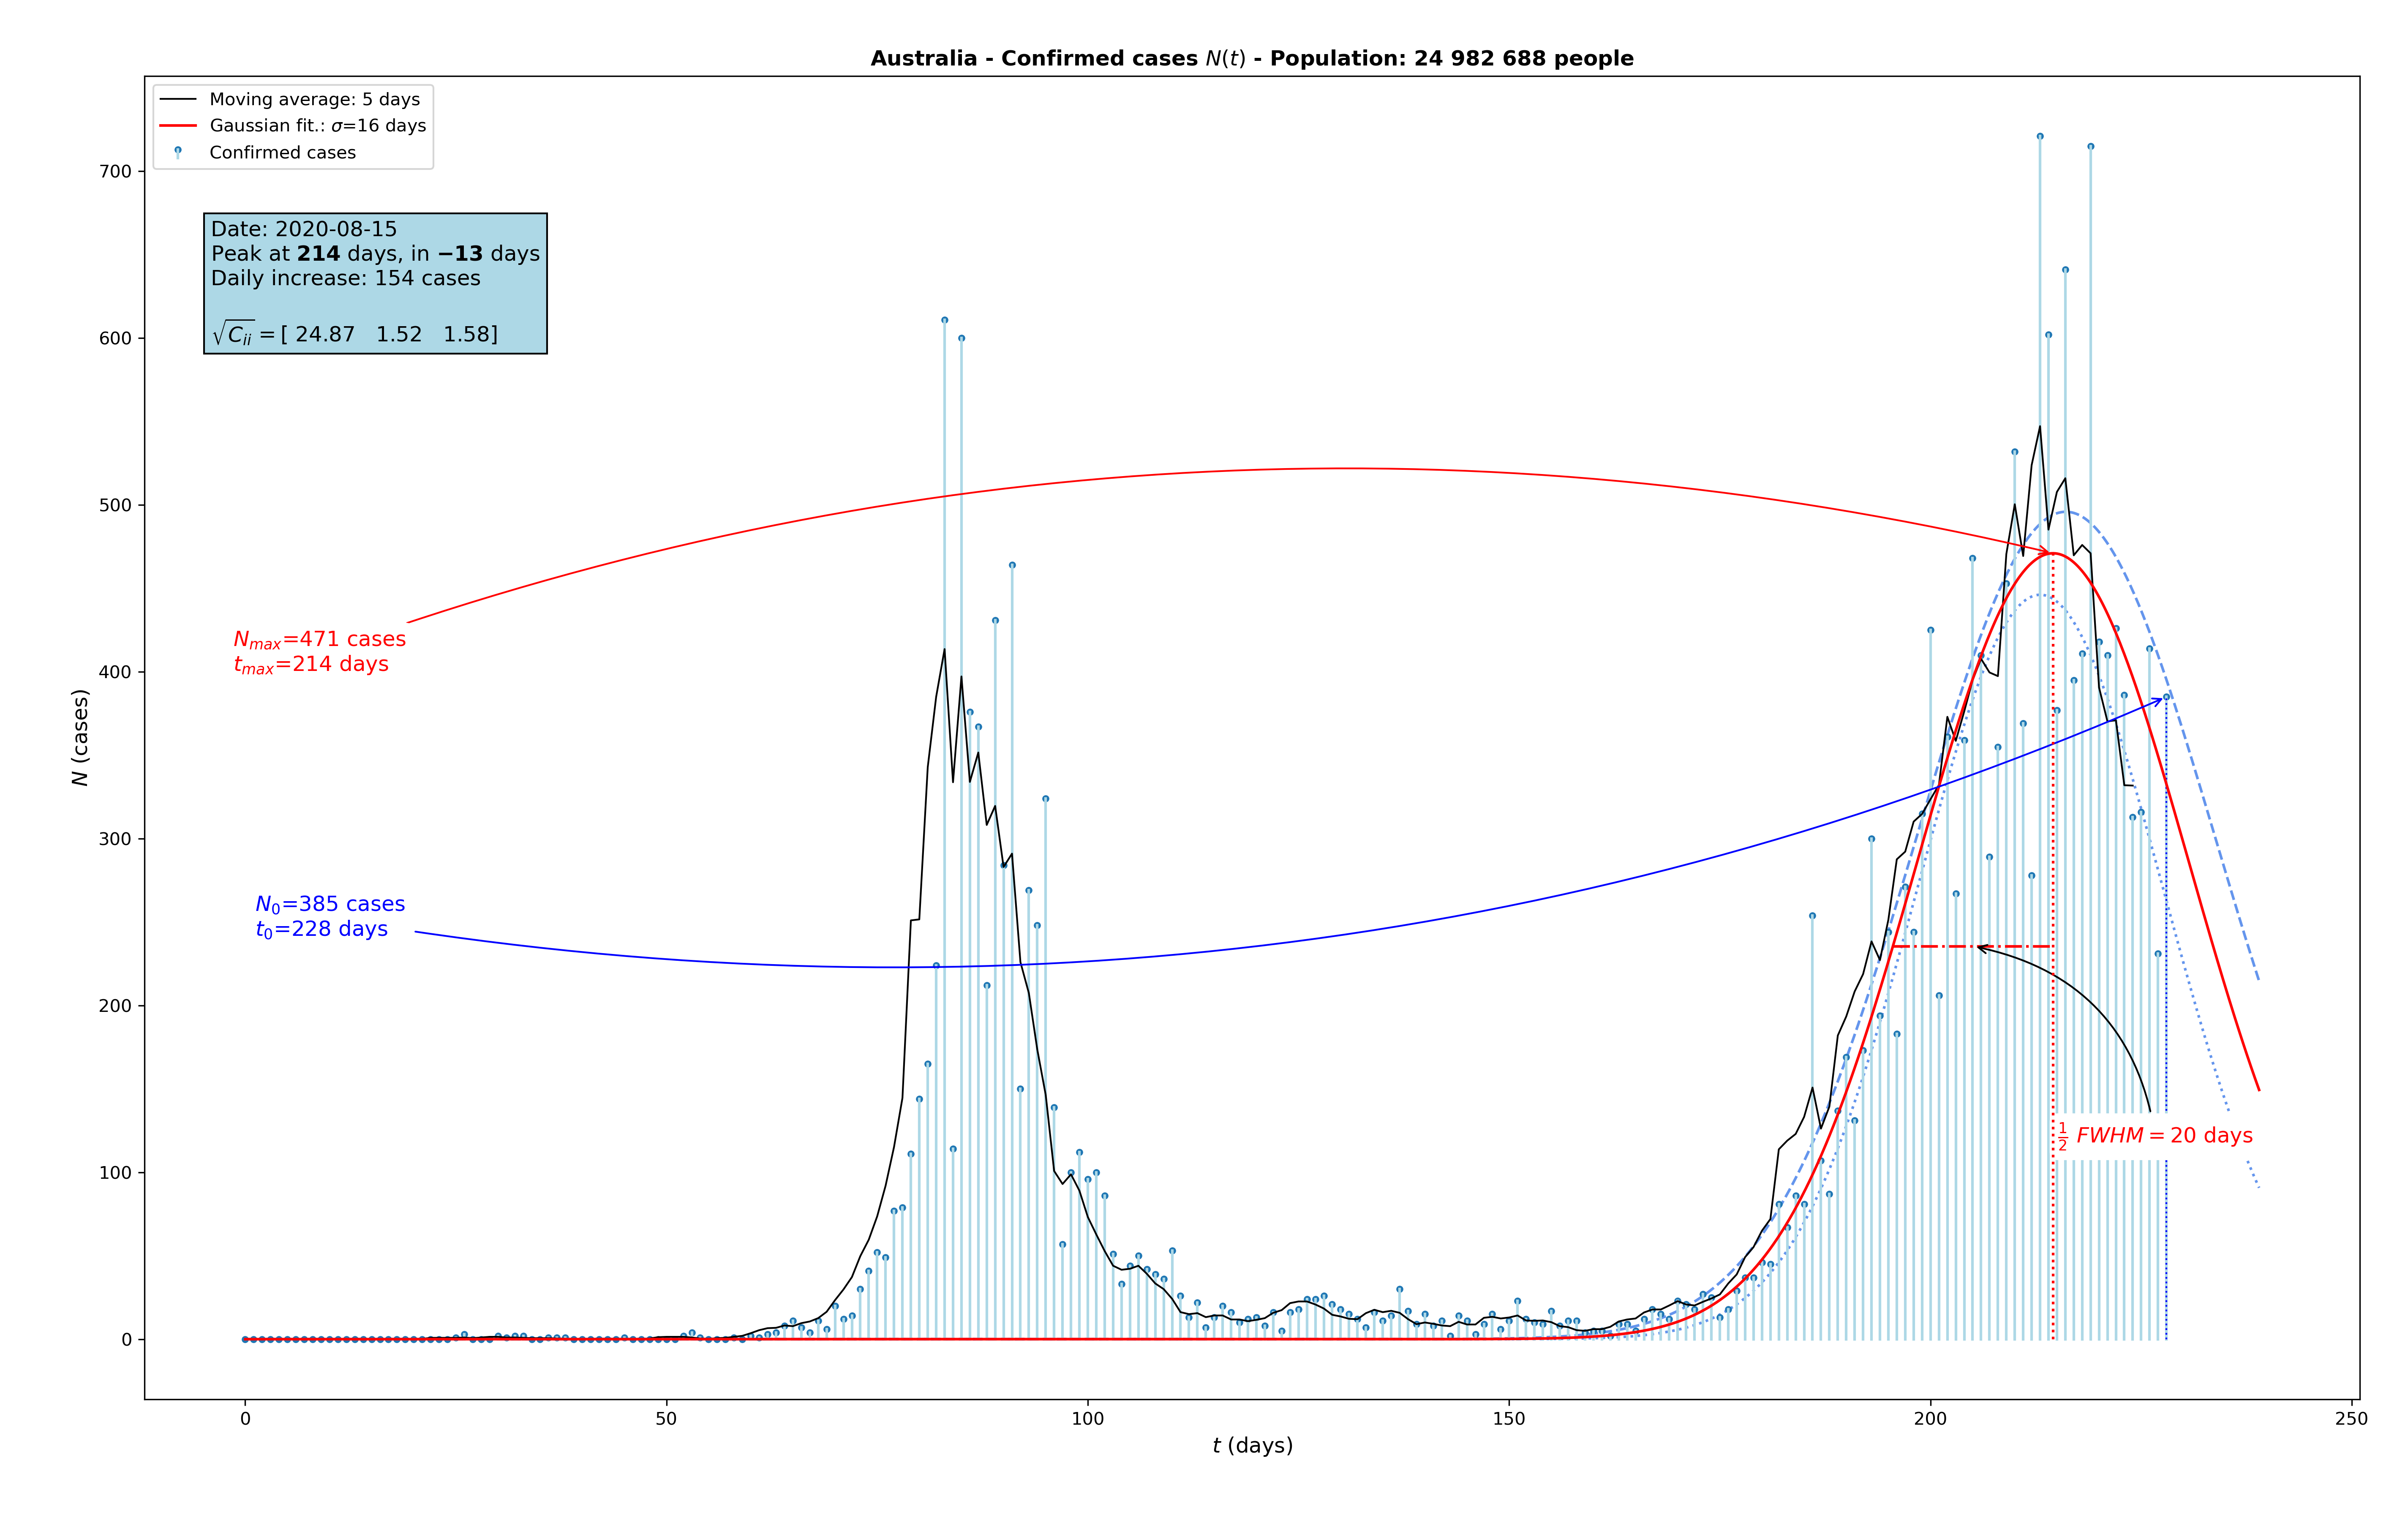 Australia - Confirmed cases N(t) - Population: 24 982 688 people
Moving average: 5 days
Gaussian fit.: σ=16 days
Confirmed cases
Date: 2020-08-15
Peak at 214 days, in −13 days
Daily increase: 154 cases
√Cᵢᵢ = [ 24.87 1.52 1.58]
N_max=471 cases
t_max=214 days
N₀=385 cases
t₀=228 days
½ FWHM = 20 days
N (cases)
700
600
500
400
300
200
100
0
0 50 100 150 200 250
t (days)